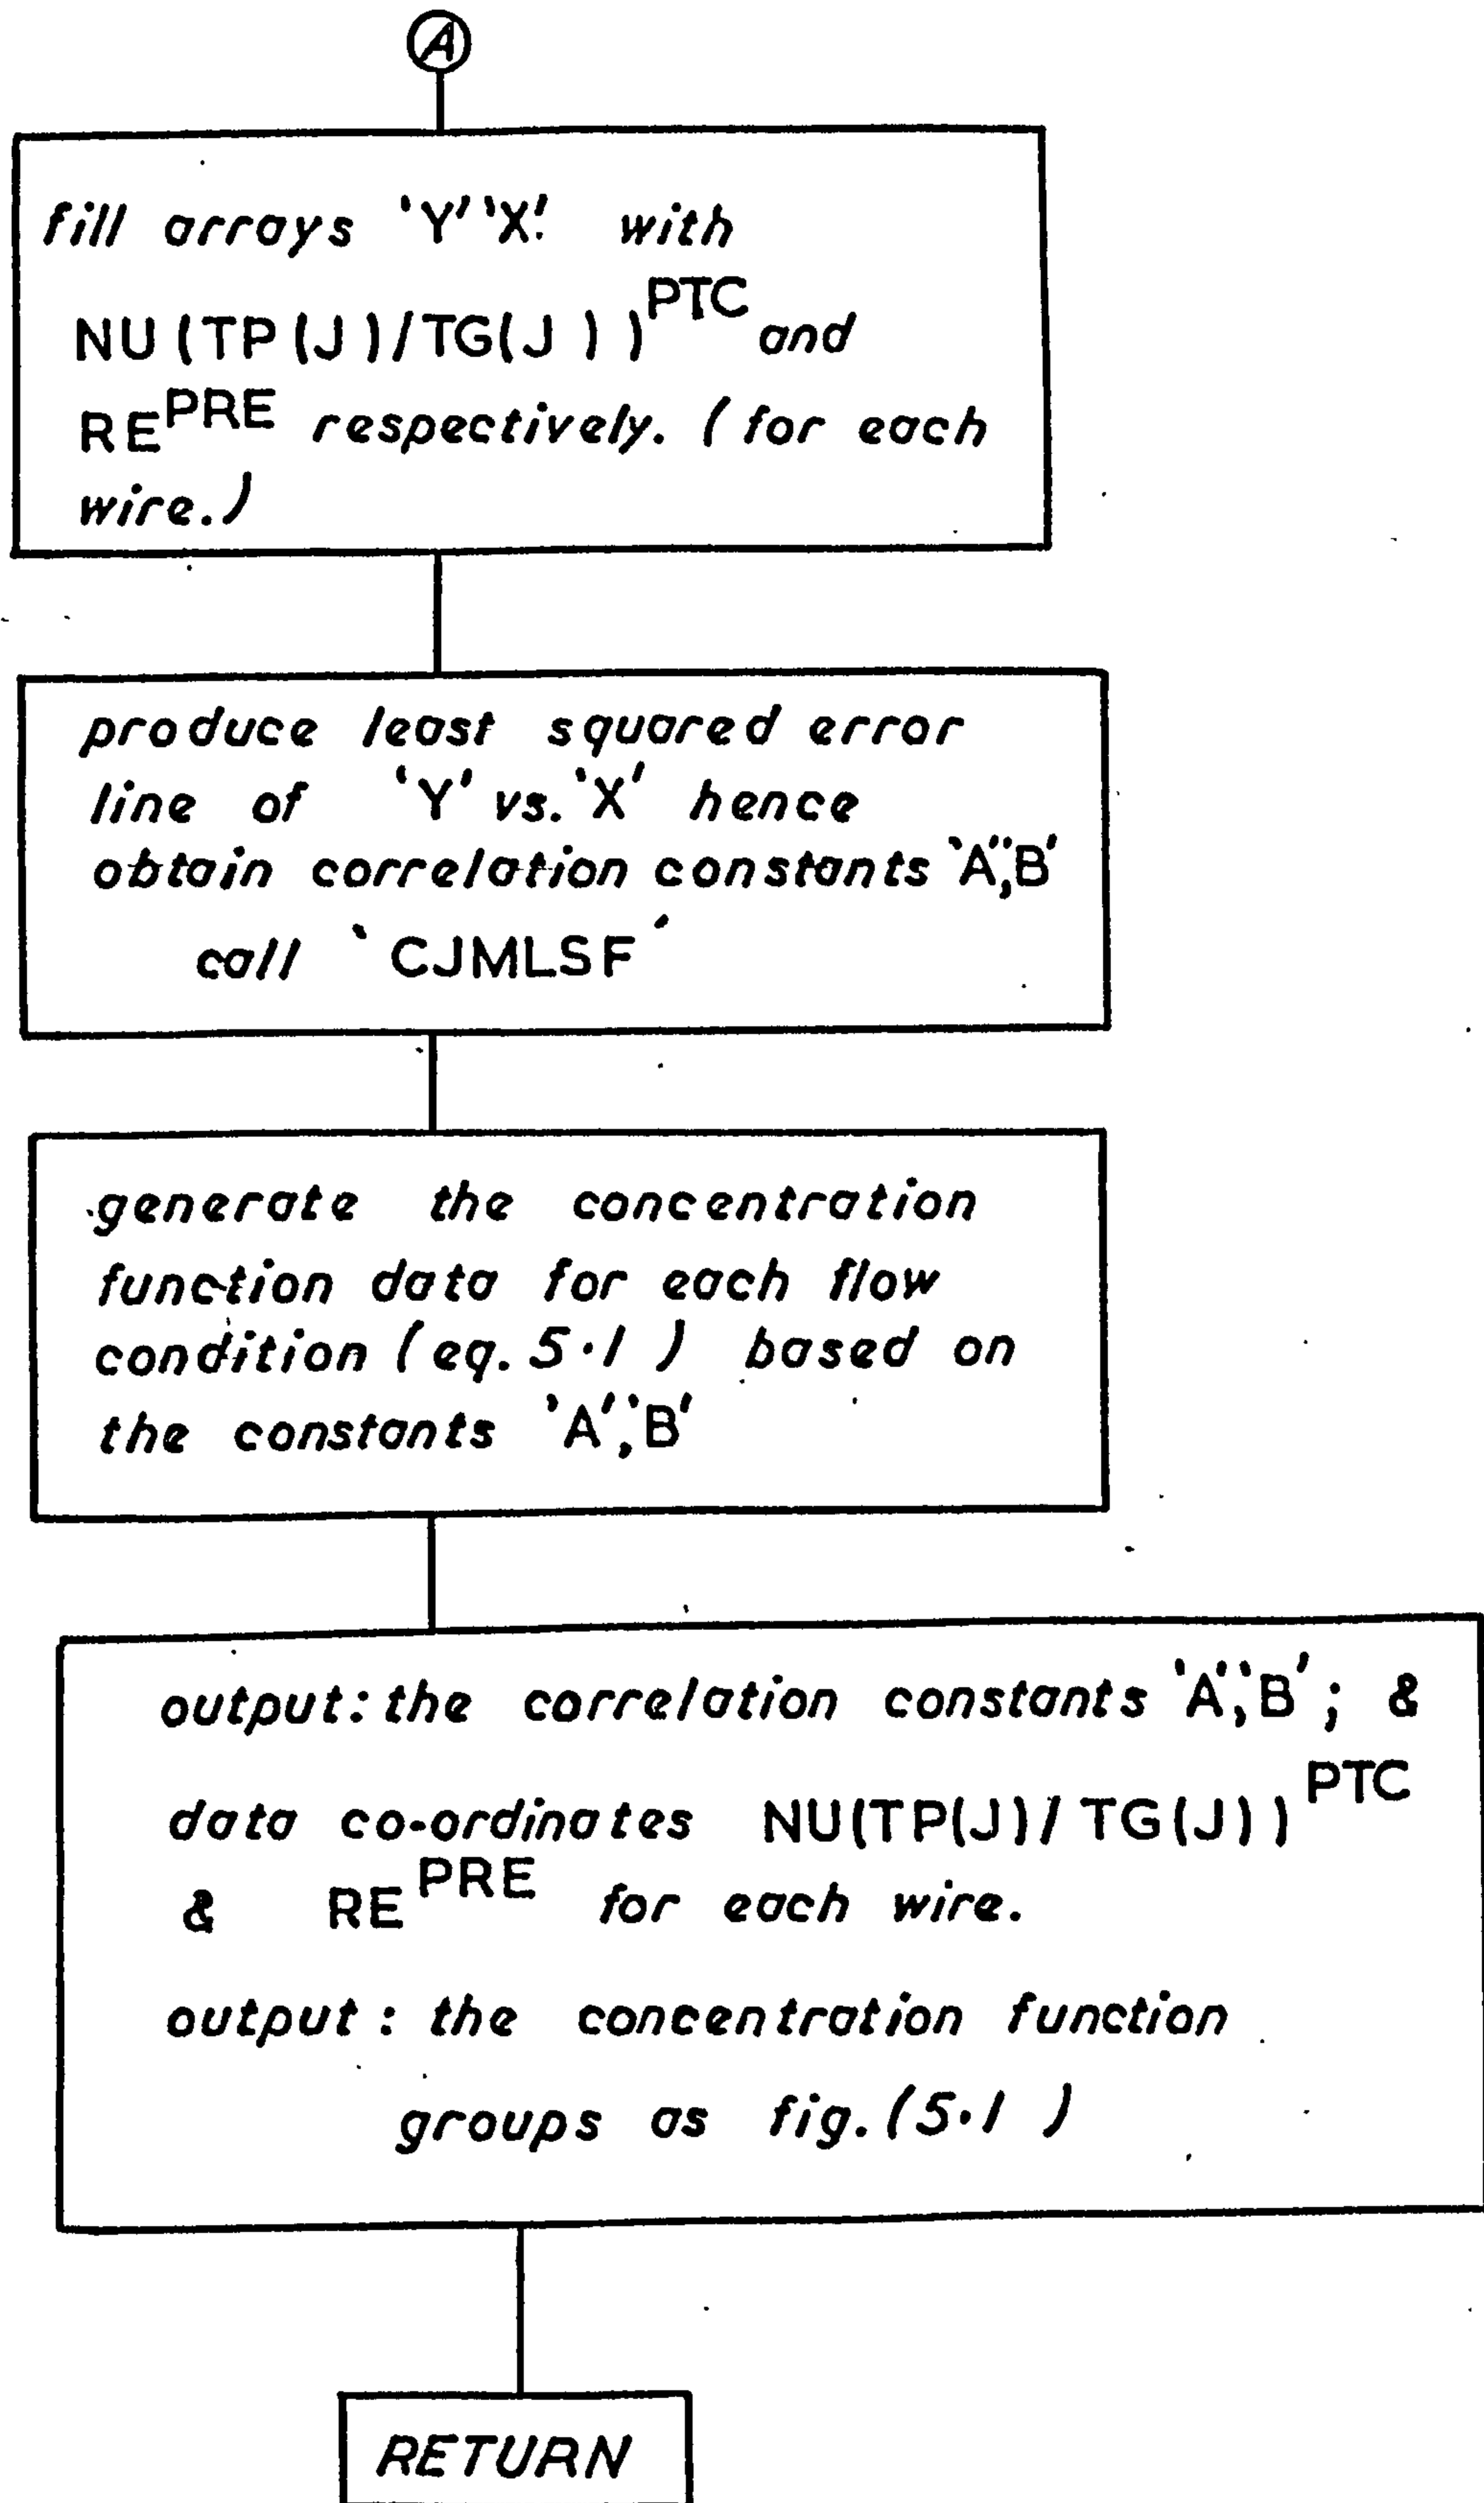 A
fill arrays 'Y' 'X' with
NU(TP(J)/TG(J))^PTC and
RE^PRE respectively. (for each
wire.)
produce least squared error
line of 'Y' vs. 'X' hence
obtain correlation constants 'A','B'
call 'CJMLSF'
generate the concentration
function data for each flow
condition (eq. 5·1 ) based on
the constants 'A','B'
output: the correlation constants 'A','B'; &
data co-ordinates NU(TP(J)/TG(J))^PTC
& RE^PRE for each wire.
output: the concentration function
groups as fig.(5·1 )
RETURN